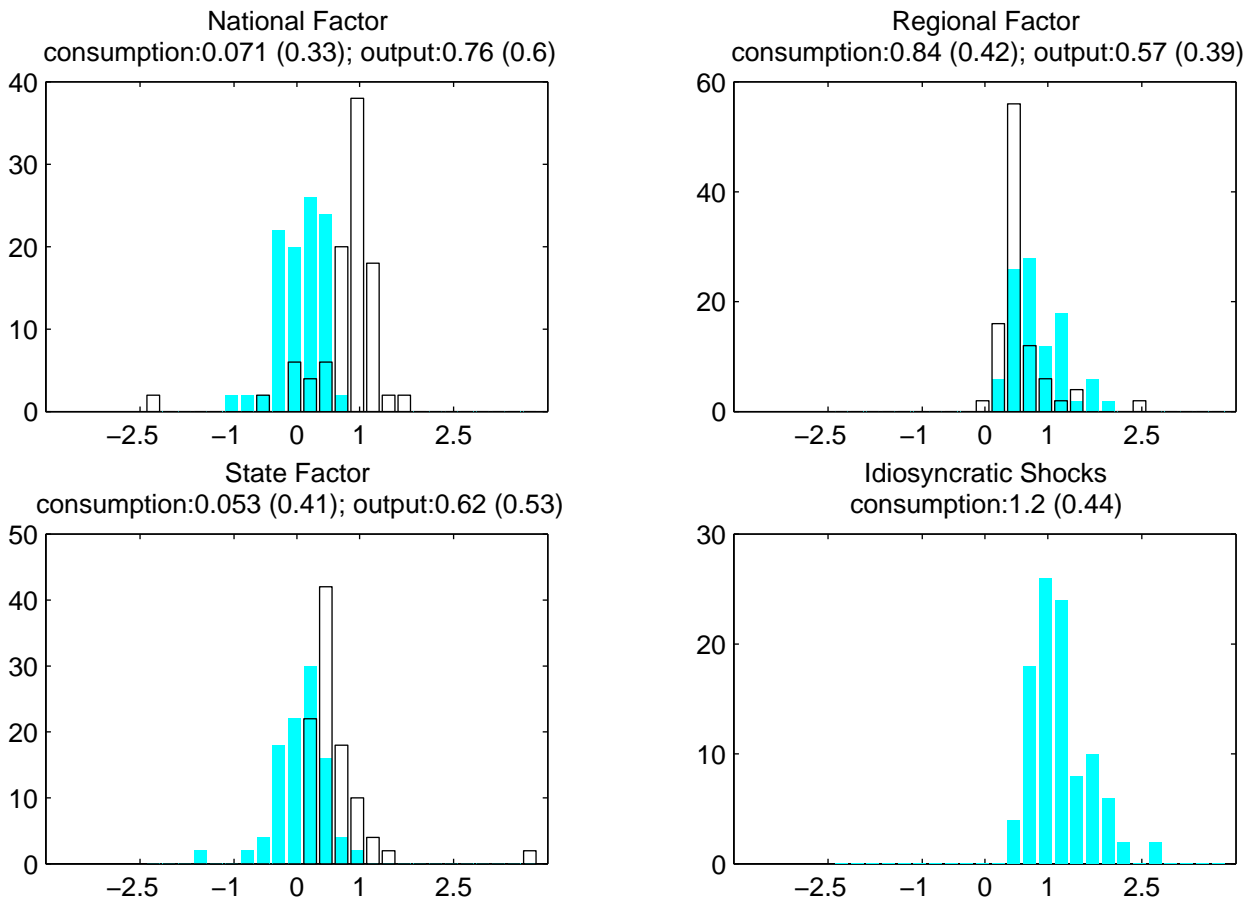 National Factor
consumption:0.071 (0.33); output:0.76 (0.6)
40
30
20
10
0
−2.5 −1 0 1 2.5
Regional Factor
consumption:0.84 (0.42); output:0.57 (0.39)
60
40
20
0
−2.5 −1 0 1 2.5
State Factor
consumption:0.053 (0.41); output:0.62 (0.53)
50
40
30
20
10
0
−2.5 −1 0 1 2.5
Idiosyncratic Shocks
consumption:1.2 (0.44)
30
20
10
0
−2.5 −1 0 1 2.5